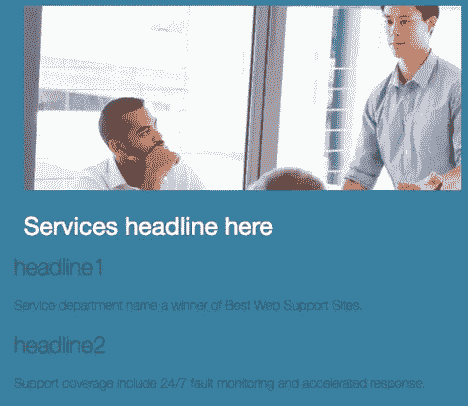 Services headline here
headline1
Service department name a winner of Best Web Support Sites.
headline2
Support coverage include 24/7 fault monitoring and accelerated response.